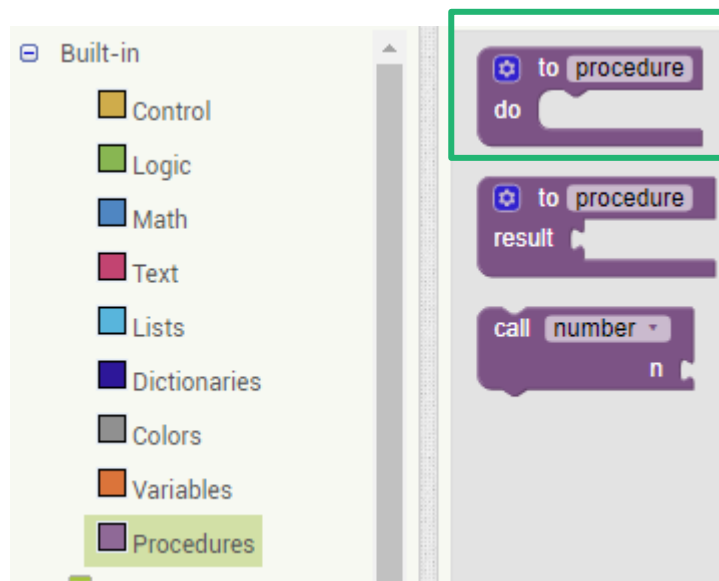 Built-in
Control
Logic
Math
Text
Lists
Dictionaries
Colors
Variables
Procedures
to procedure
do
to procedure
result
call number
n